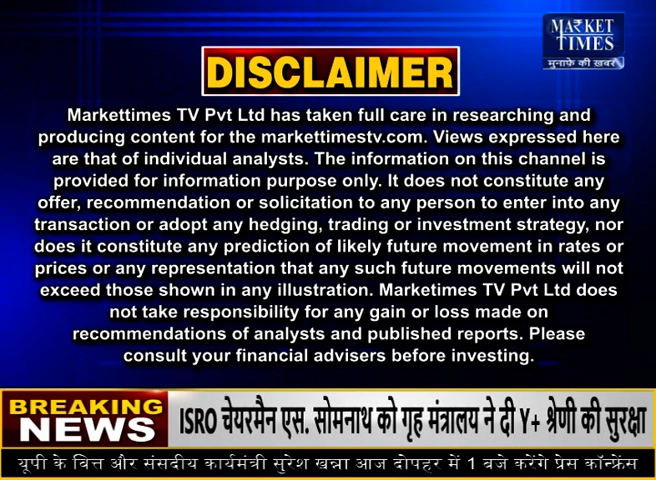 MARKET
TIMES
मुनाफे की ख़बर
DISCLAIMER
Markettimes TV Pvt Ltd has taken full care in researching and
producing content for the markettimestv.com. Views expressed here
are that of individual analysts. The information on this channel is
provided for information purpose only. It does not constitute any
offer, recommendation or solicitation to any person to enter into any
transaction or adopt any hedging, trading or investment strategy, nor
does it constitute any prediction of likely future movement in rates or
prices or any representation that any such future movements will not
exceed those shown in any illustration. Marketimes TV Pvt Ltd does
not take responsibility for any gain or loss made on
recommendations of analysts and published reports. Please
consult your financial advisers before investing.
BREAKING
NEWS
ISRO चेयरमैन एस. सोमनाथ को गृह मंत्रालय ने दी Y+ श्रेणी की सुरक्षा
यूपी के वित्त और संसदीय कार्यमंत्री सुरेश खन्ना आज दोपहर में 1 बजे करेंगे प्रेस कॉन्फ्रेंस